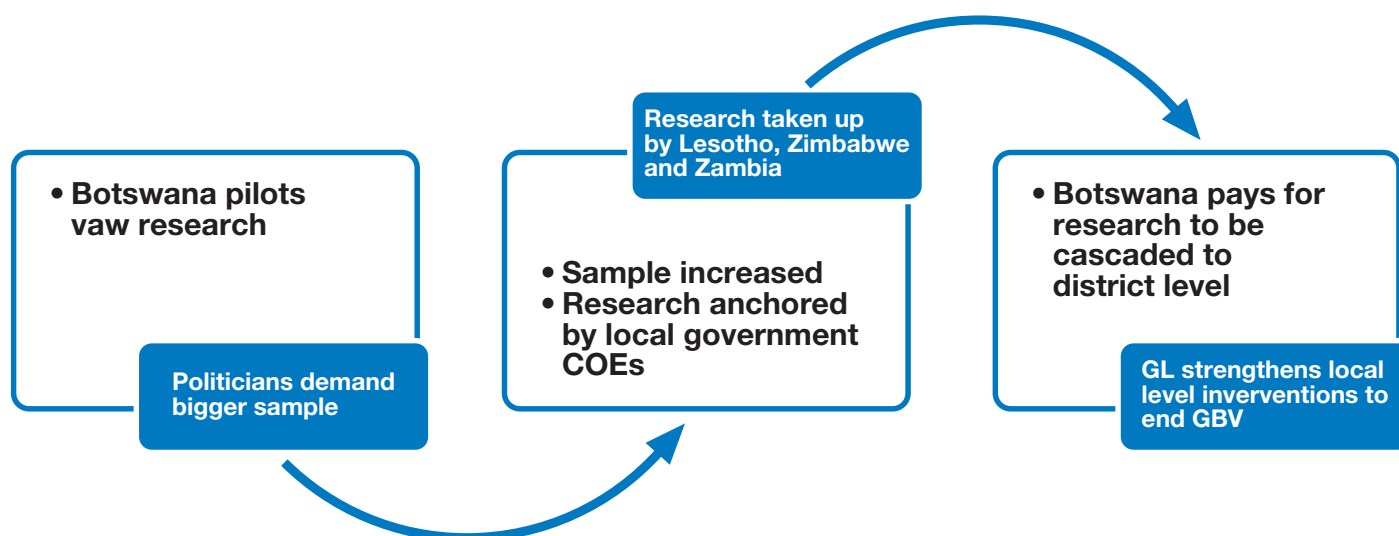 • Botswana pilots
vaw research
Politicians demand
bigger sample
Research taken up
by Lesotho, Zimbabwe
and Zambia
• Sample increased
• Research anchored
by local government
COEs
• Botswana pays for
research to be
cascaded to
district level
GL strengthens local
level inverventions to
end GBV